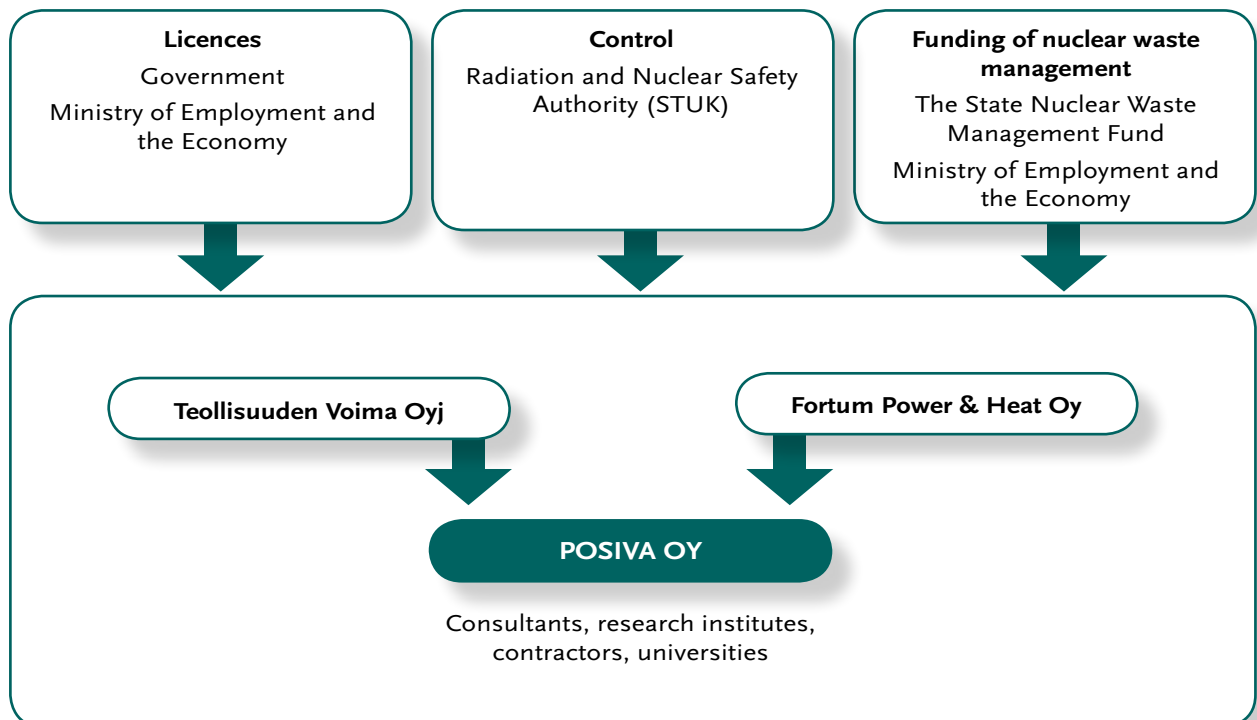 Licences
Government
Ministry of Employment and
the Economy
Control
Radiation and Nuclear Safety
Authority (STUK)
Funding of nuclear waste
management
The State Nuclear Waste
Management Fund
Ministry of Employment and
the Economy
Teollisuuden Voima Oyj
Fortum Power & Heat Oy
POSIVA OY
Consultants, research institutes,
contractors, universities